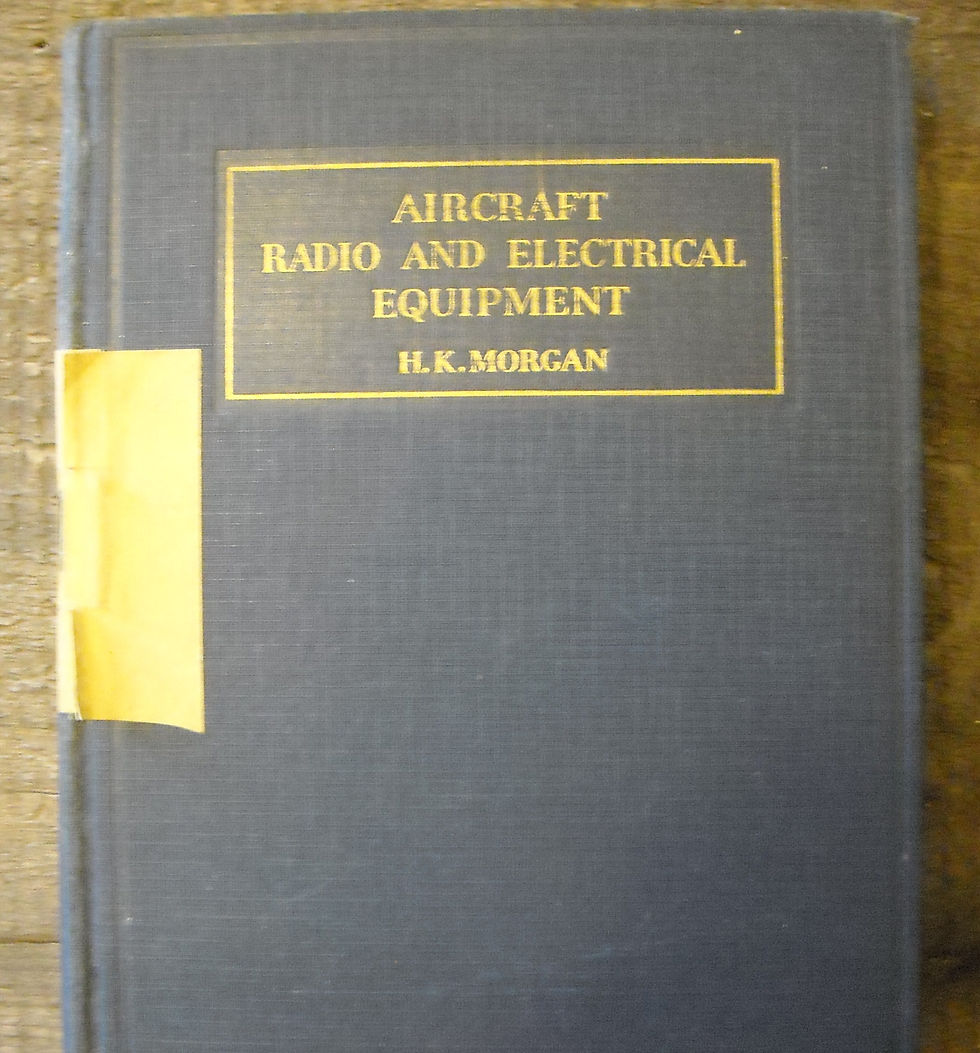 AIRCRAFT
RADIO AND ELECTRICAL
EQUIPMENT
H. K. MORGAN